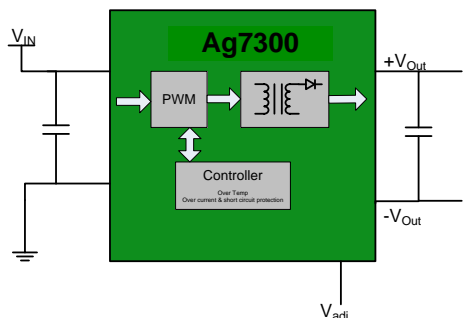 Ag7300
VIN
+VOut
PWM
Controller
Over Temp
Over current & short circuit protection
-VOut
Vadj